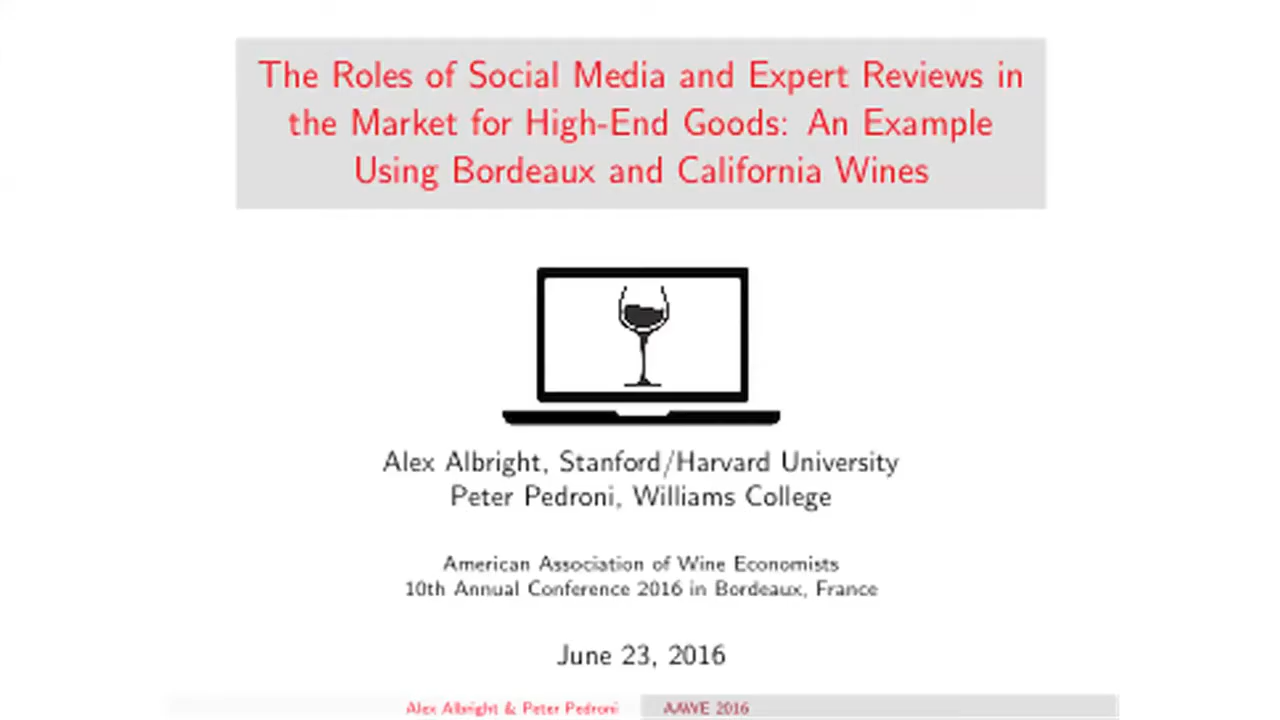 The Roles of Social Media and Expert Reviews in
the Market for High-End Goods: An Example
Using Bordeaux and California Wines
Alex Albright, Stanford/Harvard University
Peter Pedroni, Williams College
American Association of Wine Economists
10th Annual Conference 2016 in Bordeaux, France
June 23, 2016
Alex Albright & Peter Pedroni AAWE 2016